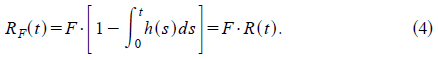 R_F(t) = F · [1 − ∫_0^t h(s)ds] = F · R(t). (4)